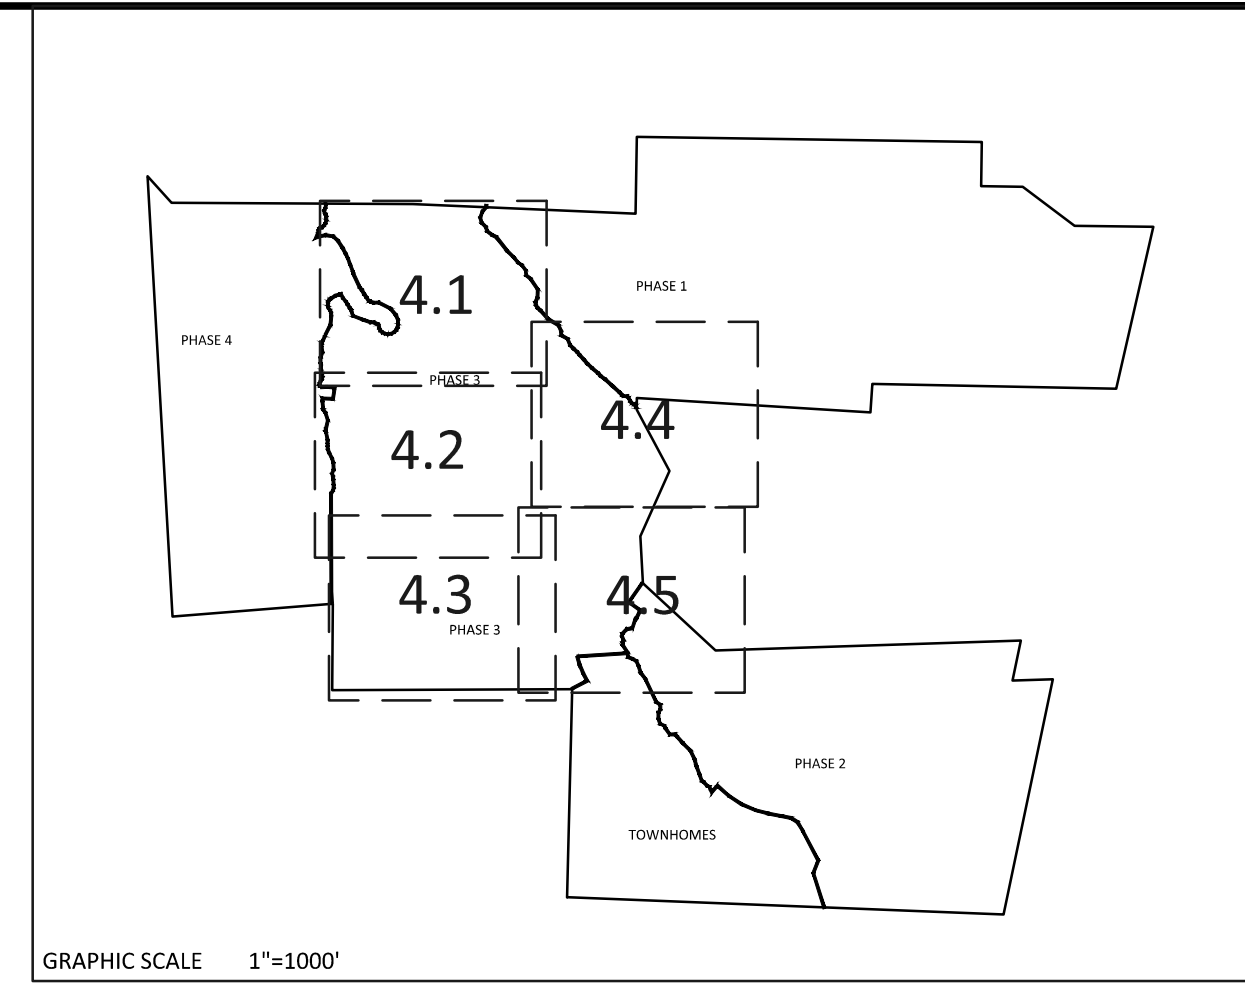 PHASE 1
4.1
PHASE 4
PHASE 3
4.4
4.2
4.3
4.5
PHASE 3
PHASE 2
TOWNHOMES
GRAPHIC SCALE 1"=1000'